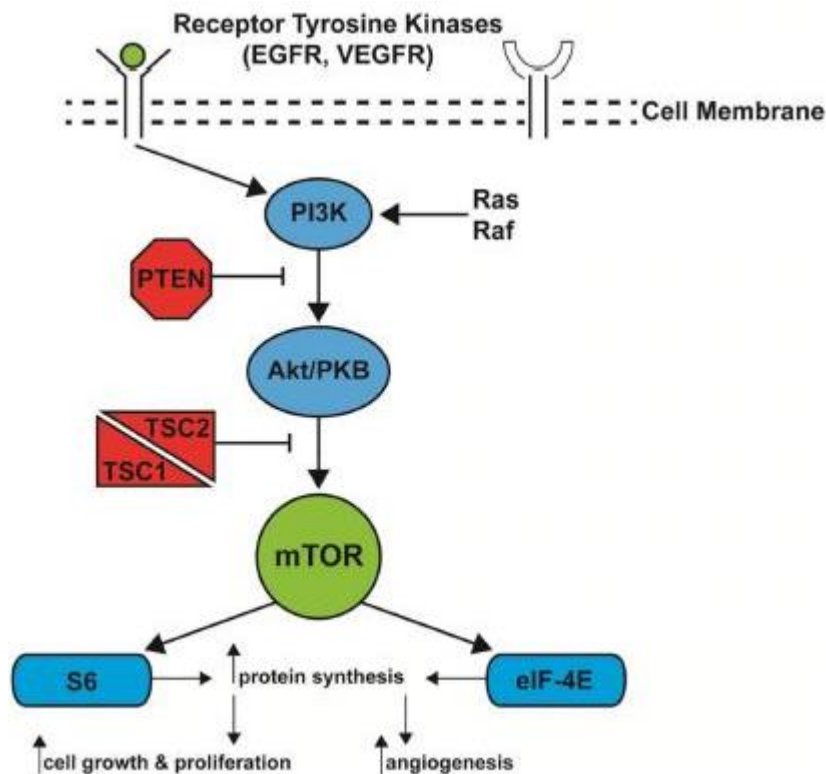 Receptor Tyrosine Kinases
(EGFR, VEGFR)
Cell Membrane
PI3K
Ras
Raf
PTEN
Akt/PKB
TSC2
TSC1
mTOR
S6
protein synthesis
eIF-4E
cell growth & proliferation
angiogenesis